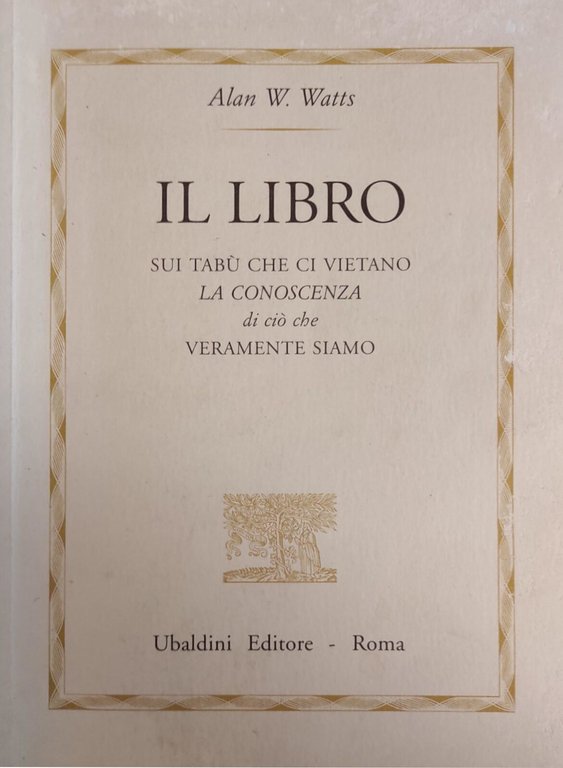 Alan W. Watts
IL LIBRO
SUI TABÙ CHE CI VIETANO
LA CONOSCENZA
di ciò che
VERAMENTE SIAMO
Ubaldini Editore - Roma